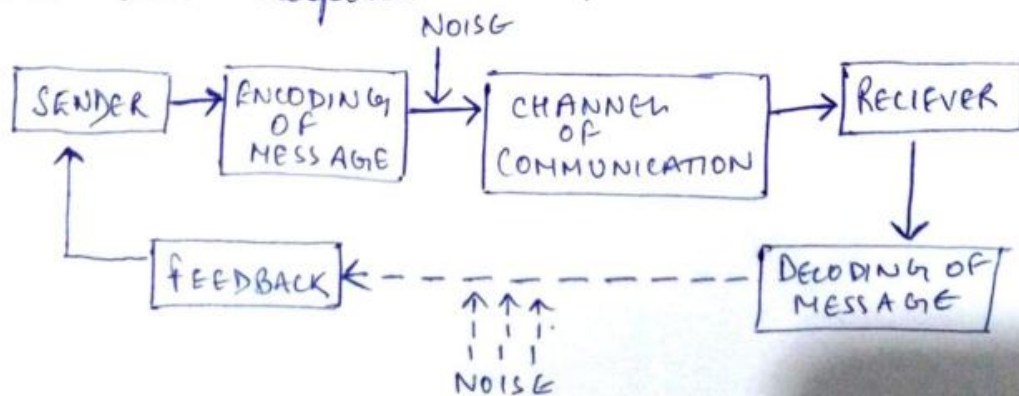 NOISE
SENDER
ENCODING
OF
MESSAGE
CHANNEL
OF
COMMUNICATION
RECIEVER
DECODING OF
MESSAGE
fEEDBACK
NOISE